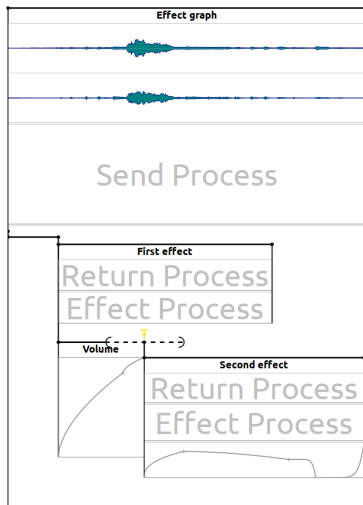 Effect graph
Send Process
First effect
Return Process
Effect Process
Volume
Second effect
Return Process
Effect Process